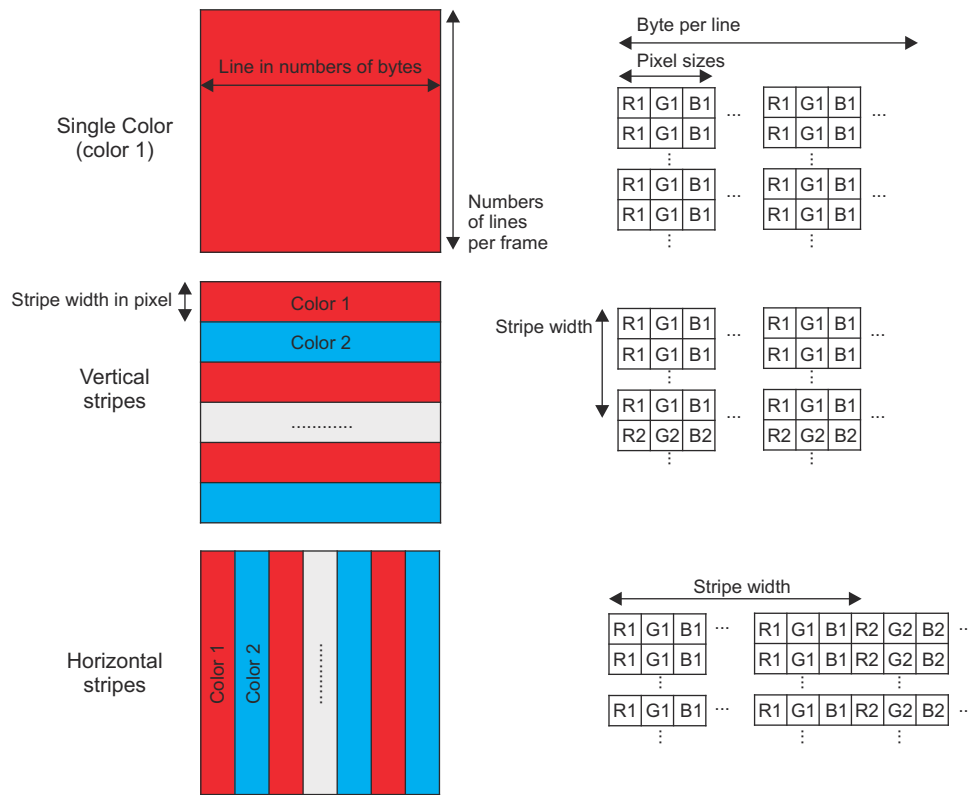 Byte per line
Line in numbers of bytes
Pixel sizes
Single Color
(color 1)
R1 G1 B1 ... R1 G1 B1 ...
R1 G1 B1 R1 G1 B1
... ...
R1 G1 B1 ... R1 G1 B1 ...
R1 G1 B1 R1 G1 B1
... ...
Numbers
of lines
per frame
Stripe width in pixel
Color 1
Color 2
............
Vertical
stripes
Stripe width
R1 G1 B1 ... R1 G1 B1 ...
R1 G1 B1 R1 G1 B1
... ...
R1 G1 B1 ... R1 G1 B1 ...
R2 G2 B2 R2 G2 B2
... ...
Horizontal
stripes
Color 1
Color 2
............
Stripe width
R1 G1 B1 ... R1 G1 B1 R2 G2 B2 ...
R1 G1 B1 R1 G1 B1 R2 G2 B2
... ... ...
R1 G1 B1 ... R1 G1 B1 R2 G2 B2 ...
... ... ...